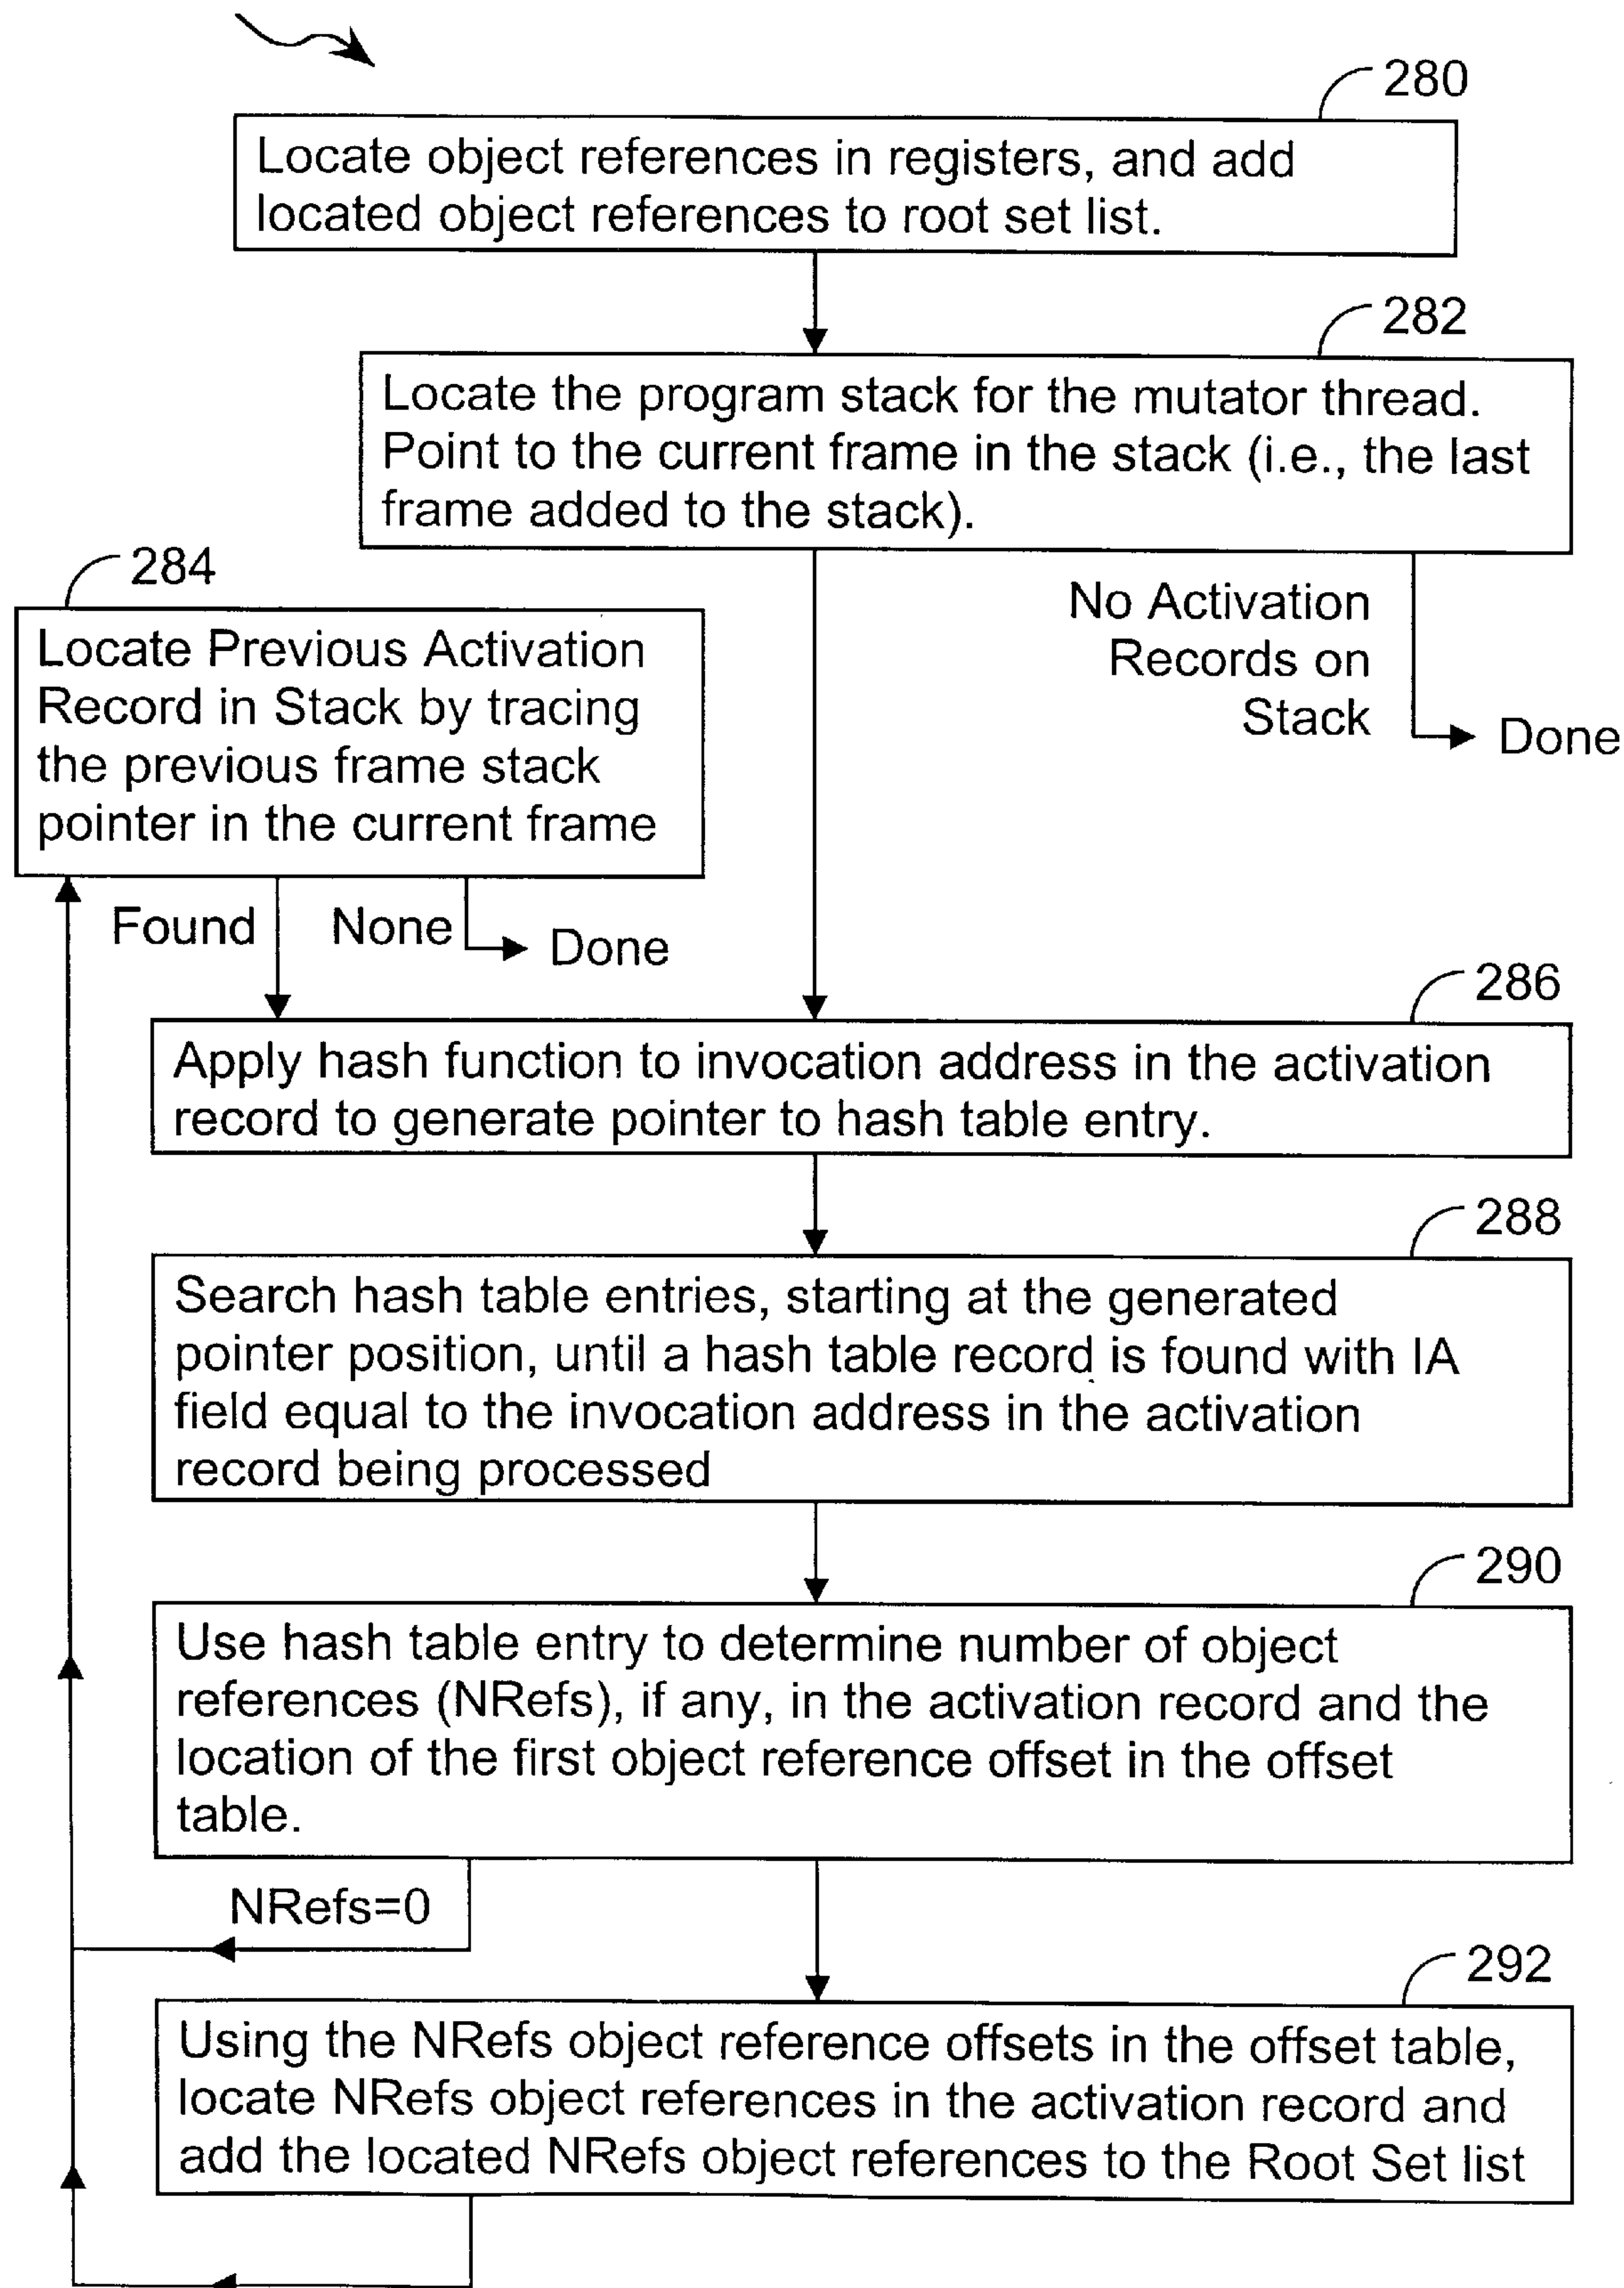 280
Locate object references in registers, and add
located object references to root set list.
282
Locate the program stack for the mutator thread.
Point to the current frame in the stack (i.e., the last
frame added to the stack).
284
Locate Previous Activation
Record in Stack by tracing
the previous frame stack
pointer in the current frame
No Activation
Records on
Stack
Done
Found
None
Done
286
Apply hash function to invocation address in the activation
record to generate pointer to hash table entry.
288
Search hash table entries, starting at the generated
pointer position, until a hash table record is found with IA
field equal to the invocation address in the activation
record being processed
290
Use hash table entry to determine number of object
references (NRefs), if any, in the activation record and the
location of the first object reference offset in the offset
table.
NRefs=0
292
Using the NRefs object reference offsets in the offset table,
locate NRefs object references in the activation record and
add the located NRefs object references to the Root Set list